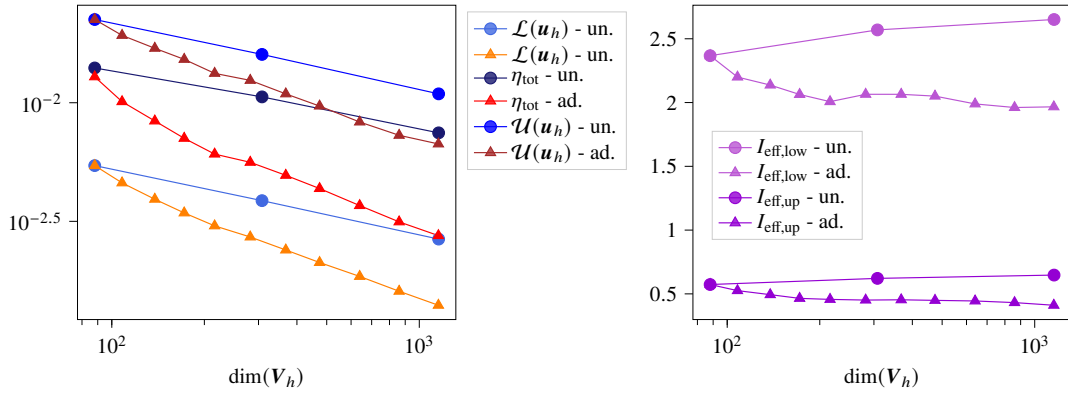 10^−2
10^−2.5
10^2
10^3
dim(V_h)
L(u_h) - un.
L(u_h) - un.
η_tot - un.
η_tot - ad.
U(u_h) - un.
U(u_h) - ad.
2.5
2
1.5
1
0.5
10^2
10^3
dim(V_h)
I_eff,low - un.
I_eff,low - ad.
I_eff,up - un.
I_eff,up - ad.